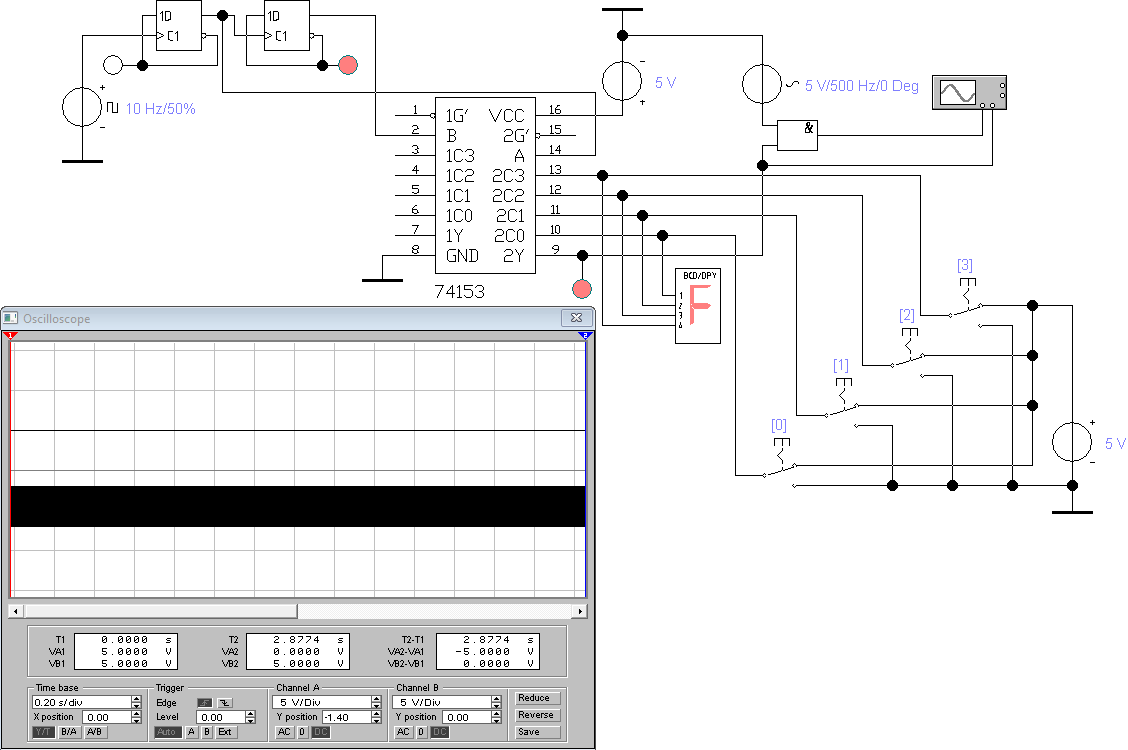 1D
C1
1D
C1
10 Hz/50%
+
-
5 V
-
+
5 V/500 Hz/0 Deg
&
1 1G' VCC 16
2 B 2G' 15
3 1C3 A 14
4 1C2 2C3 13
5 1C1 2C2 12
6 1C0 2C1 11
7 1Y 2C0 10
8 GND 2Y 9
74153
BCD/DPY
1
2
3
4
F
[3]
[2]
[1]
[0]
+
5 V
-
Oscilloscope
1 2
T1 0.0000 s T2 2.8774 s T2-T1 2.8774 s
VA1 5.0000 V VA2 0.0000 V VA2-VA1 -5.0000 V
VB1 5.0000 V VB2 5.0000 V VB2-VB1 0.0000 V
Time base Trigger Channel A Channel B Reduce
0.20 s/div Edge 5 V/Div 5 V/Div
X position 0.00 Level 0.00 Y position -1.40 Y position 0.00 Reverse
Y/T B/A A/B Auto A B Ext AC 0 DC AC 0 DC Save